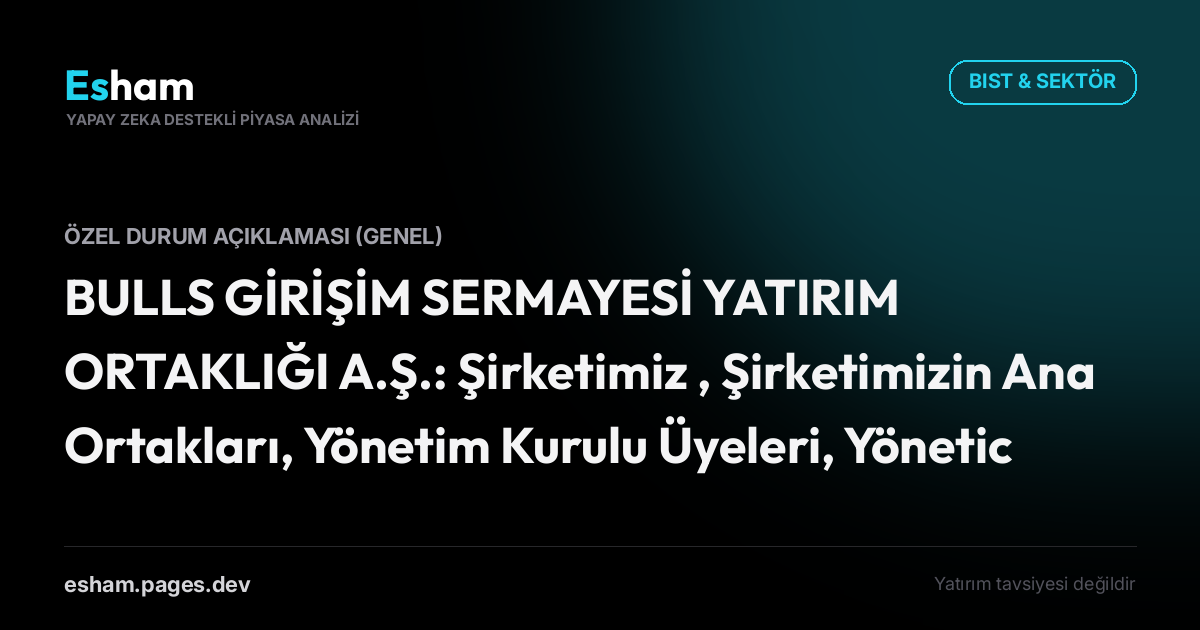 Esham
BIST & SEKTÖR
YAPAY ZEKA DESTEKLİ PİYASA ANALİZİ
ÖZEL DURUM AÇIKLAMASI (GENEL)
BULLS GİRİŞİM SERMAYESİ YATIRIM
ORTAKLIĞI A.Ş.: Şirketimiz , Şirketimizin Ana
Ortakları, Yönetim Kurulu Üyeleri, Yönetic
esham.pages.dev
Yatırım tavsiyesi değildir